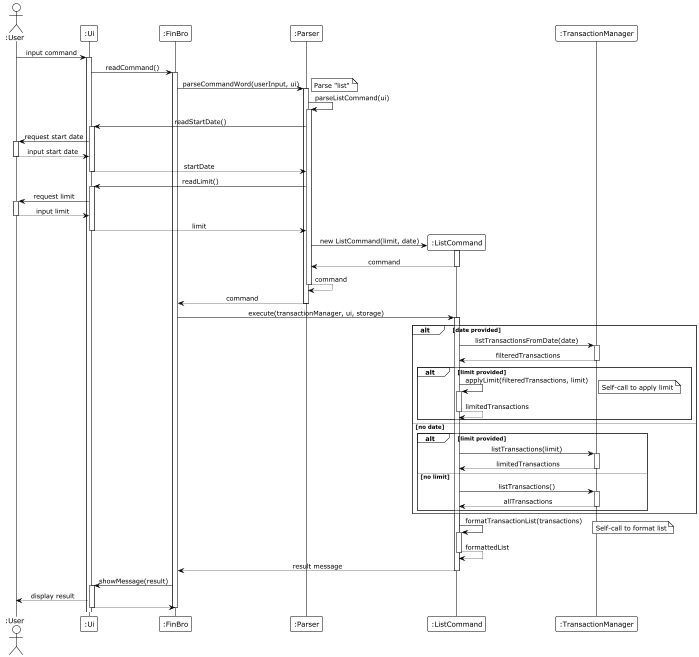 :User
:Ui
:FinBro
:Parser
:TransactionManager
input command
readCommand()
parseCommandWord(userInput, ui)
Parse "list"
parseListCommand(ui)
readStartDate()
request start date
input start date
startDate
readLimit()
request limit
input limit
limit
new ListCommand(limit, date)
:ListCommand
command
command
command
execute(transactionManager, ui, storage)
alt [date provided]
listTransactionsFromDate(date)
filteredTransactions
alt [limit provided]
applyLimit(filteredTransactions, limit)
Self-call to apply limit
limitedTransactions
[no date]
alt [limit provided]
listTransactions(limit)
limitedTransactions
[no limit]
listTransactions()
allTransactions
formatTransactionList(transactions)
Self-call to format list
formattedList
result message
showMessage(result)
display result
:User
:Ui
:FinBro
:Parser
:ListCommand
:TransactionManager